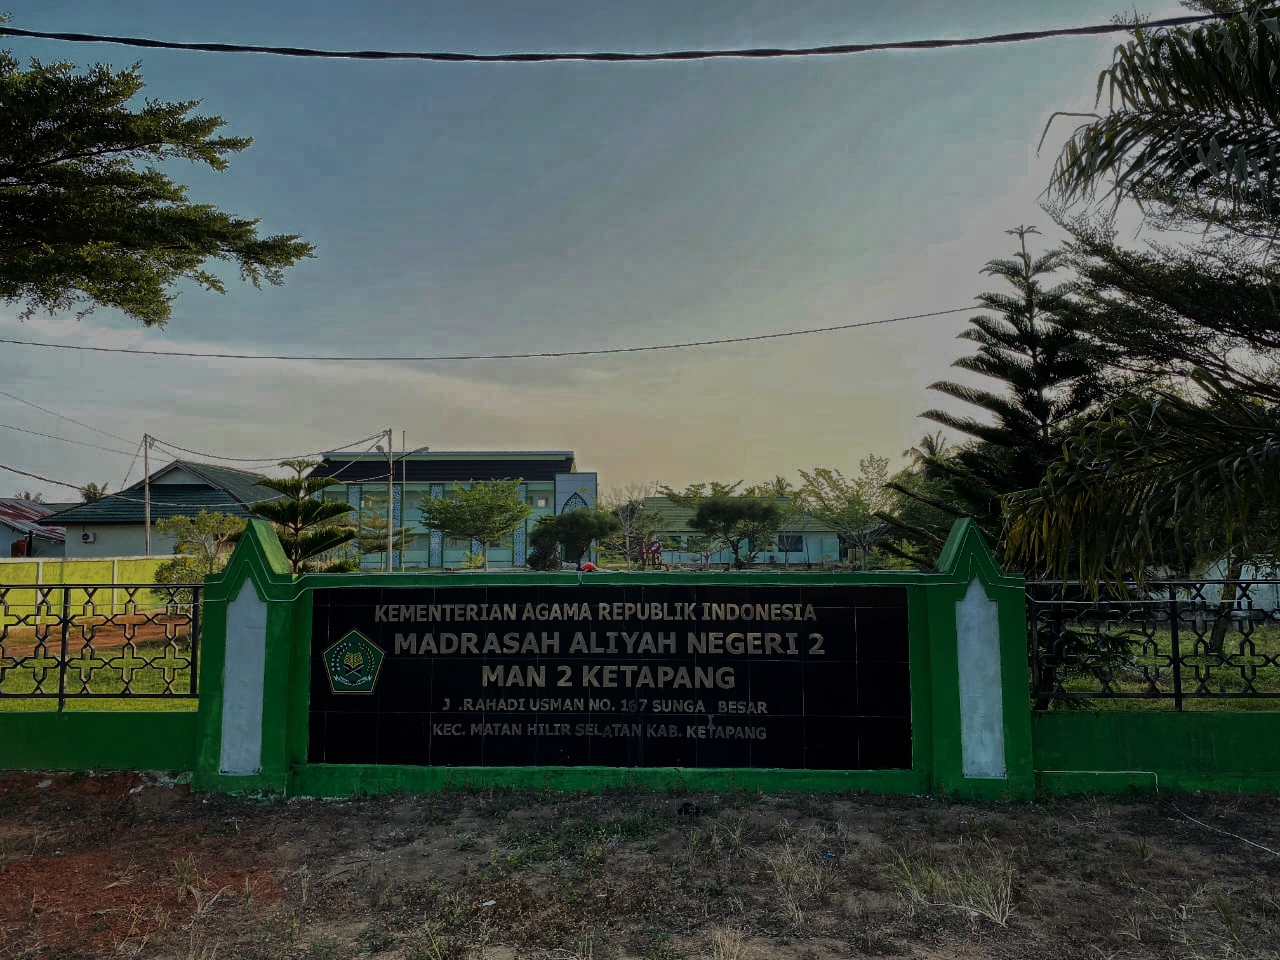 KEMENTERIAN AGAMA REPUBLIK INDONESIA
MADRASAH ALIYAH NEGERI 2
MAN 2 KETAPANG
J .RAHADI USMAN NO. 167 SUNGA BESAR
KEC. MATAN HILIR SELATAN KAB. KETAPANG